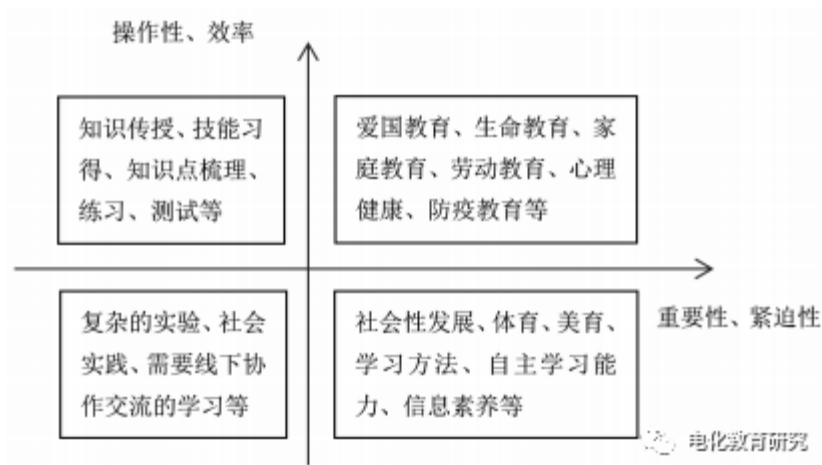 操作性、效率
知识传授、技能习
得、知识点梳理、
练习、测试等
爱国教育、生命教育、家
庭教育、劳动教育、心理
健康、防疫教育等
复杂的实验、社会
实践、需要线下协
作交流的学习等
社会性发展、体育、美育、
学习方法、自主学习能
力、信息素养等
重要性、紧迫性
电化教育研究